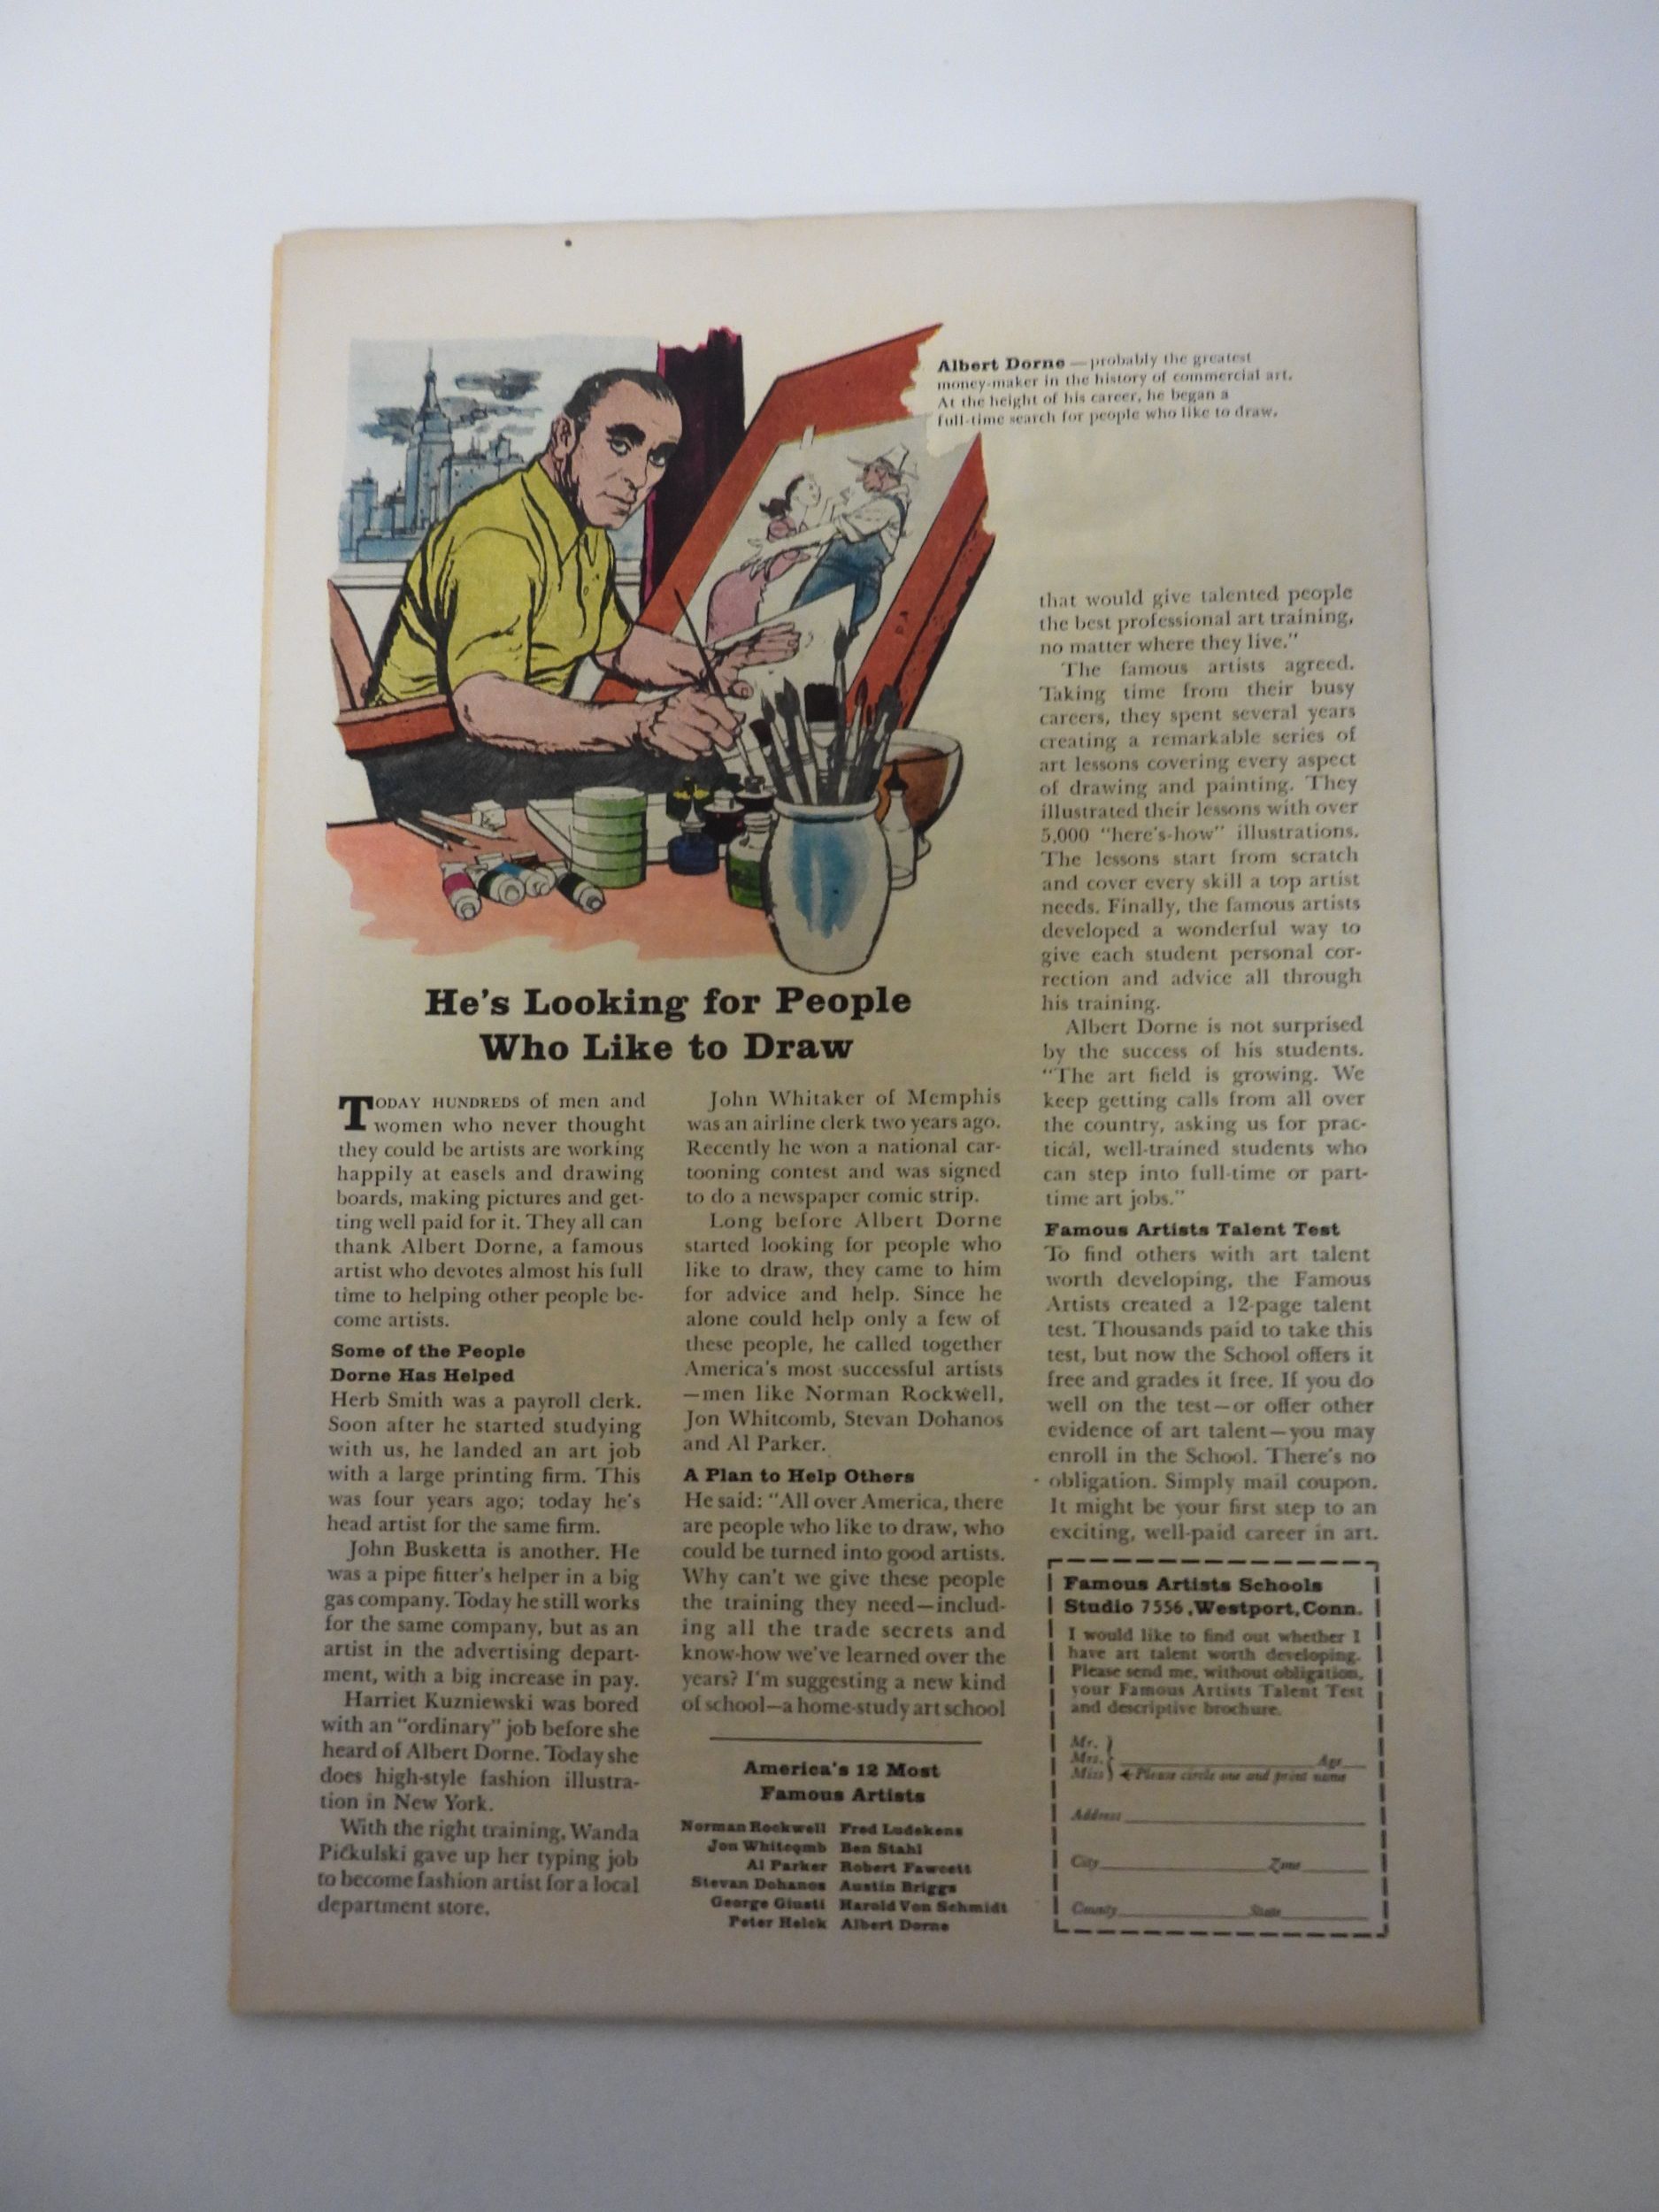 Albert Dorne — probably the greatest
money-maker in the history of commercial art.
At the height of his career, he began a
full-time search for people who like to draw.
He's Looking for People
Who Like to Draw
TODAY HUNDREDS of men and
women who never thought
they could be artists are working
happily at easels and drawing
boards, making pictures and get-
ting well paid for it. They all can
thank Albert Dorne, a famous
artist who devotes almost his full
time to helping other people be-
come artists.
Some of the People
Dorne Has Helped
Herb Smith was a payroll clerk.
Soon after he started studying
with us, he landed an art job
with a large printing firm. This
was four years ago; today he's
head artist for the same firm.
John Busketta is another. He
was a pipe fitter's helper in a big
gas company. Today he still works
for the same company, but as an
artist in the advertising depart-
ment, with a big increase in pay.
Harriet Kuzniewski was bored
with an "ordinary" job before she
heard of Albert Dorne. Today she
does high-style fashion illustra-
tion in New York.
With the right training, Wanda
Pickulski gave up her typing job
to become fashion artist for a local
department store.
John Whitaker of Memphis
was an airline clerk two years ago.
Recently he won a national car-
tooning contest and was signed
to do a newspaper comic strip.
Long before Albert Dorne
started looking for people who
like to draw, they came to him
for advice and help. Since he
alone could help only a few of
these people, he called together
America's most successful artists
—men like Norman Rockwell,
Jon Whitcomb, Stevan Dohanos
and Al Parker.
A Plan to Help Others
He said: "All over America, there
are people who like to draw, who
could be turned into good artists.
Why can't we give these people
the training they need—includ-
ing all the trade secrets and
know-how we've learned over the
years? I'm suggesting a new kind
of school—a home-study art school
America's 12 Most
Famous Artists
Norman Rockwell Fred Ludekens
Jon Whitcomb Ben Stahl
Al Parker Robert Fawcett
Stevan Dohanos Austin Briggs
George Giusti Harold Von Schmidt
Peter Helck Albert Dorne
that would give talented people
the best professional art training,
no matter where they live."
The famous artists agreed.
Taking time from their busy
careers, they spent several years
creating a remarkable series of
art lessons covering every aspect
of drawing and painting. They
illustrated their lessons with over
5,000 "here's-how" illustrations.
The lessons start from scratch
and cover every skill a top artist
needs. Finally, the famous artists
developed a wonderful way to
give each student personal cor-
rection and advice all through
his training.
Albert Dorne is not surprised
by the success of his students.
"The art field is growing. We
keep getting calls from all over
the country, asking us for prac-
tical, well-trained students who
can step into full-time or part-
time art jobs."
Famous Artists Talent Test
To find others with art talent
worth developing, the Famous
Artists created a 12-page talent
test. Thousands paid to take this
test, but now the School offers it
free and grades it free. If you do
well on the test—or offer other
evidence of art talent—you may
enroll in the School. There's no
obligation. Simply mail coupon.
It might be your first step to an
exciting, well-paid career in art.
Famous Artists Schools
Studio 7556, Westport, Conn.
I would like to find out whether I
have art talent worth developing.
Please send me, without obligation,
your Famous Artists Talent Test
and descriptive brochure.
Mr.
Mrs. Age
Miss Please circle one and print name
Address
City Zone
County State